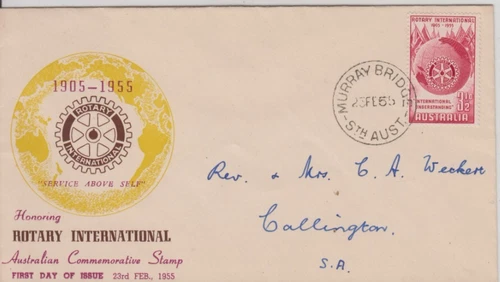 1905-1955
ROTARY
INTERNATIONAL
"SERVICE ABOVE SELF"
Honoring
ROTARY INTERNATIONAL
Australian Commemorative Stamp
FIRST DAY OF ISSUE 23rd FEB., 1955
MURRAY BRIDGE
23FE55
STH AUST.
ROTARY INTERNATIONAL
1905-1955
INTERNATIONAL
UNDERSTANDING
3½D
AUSTRALIA
Rev. & Mrs. C. A. Weckert
Callington.
S.A.